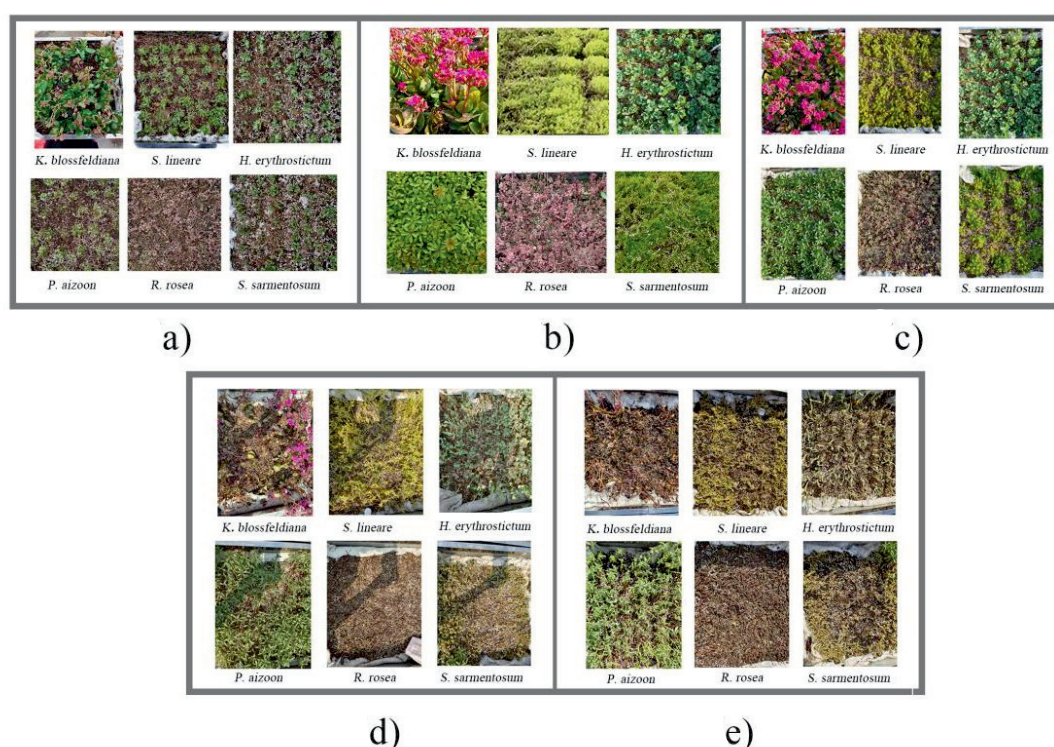 K. blossfeldiana S. lineare H. erythrostictum
P. aizoon R. rosea S. sarmentosum
a)
K. blossfeldiana S. lineare H. erythrostictum
P. aizoon R. rosea S. sarmentosum
b)
K. blossfeldiana S. lineare H. erythrostictum
P. aizoon R. rosea S. sarmentosum
c)
K. blossfeldiana S. lineare H. erythrostictum
P. aizoon R. rosea S. sarmentosum
d)
K. blossfeldiana S. lineare H. erythrostictum
P. aizoon R. rosea S. sarmentosum
e)